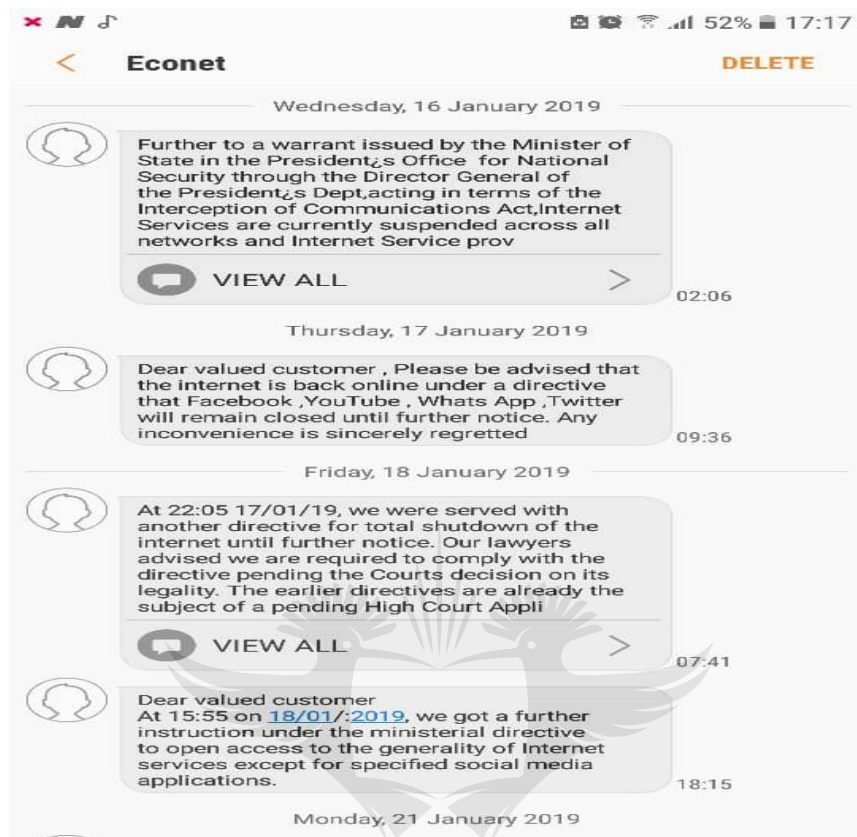 52% 17:17
Econet DELETE
Wednesday, 16 January 2019
Further to a warrant issued by the Minister of
State in the President¿s Office for National
Security through the Director General of
the President¿s Dept,acting in terms of the
Interception of Communications Act,Internet
Services are currently suspended across all
networks and Internet Service prov
VIEW ALL
02:06
Thursday, 17 January 2019
Dear valued customer , Please be advised that
the internet is back online under a directive
that Facebook ,YouTube , Whats App ,Twitter
will remain closed until further notice. Any
inconvenience is sincerely regretted
09:36
Friday, 18 January 2019
At 22:05 17/01/19, we were served with
another directive for total shutdown of the
internet until further notice. Our lawyers
advised we are required to comply with the
directive pending the Courts decision on its
legality. The earlier directives are already the
subject of a pending High Court Appli
VIEW ALL
07:41
Dear valued customer
At 15:55 on 18/01/:2019, we got a further
instruction under the ministerial directive
to open access to the generality of Internet
services except for specified social media
applications.
18:15
Monday, 21 January 2019